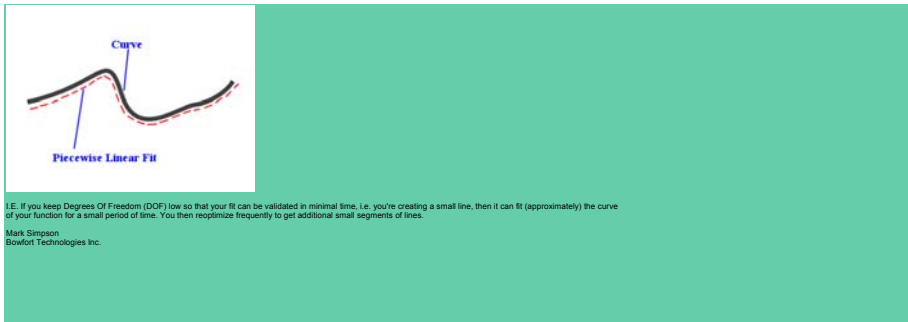 Curve
Piecewise Linear Fit
I.E. If you keep Degrees Of Freedom (DOF) low so that your fit can be validated in minimal time, i.e. you're creating a small line, then it can fit (approximately) the curve
of your function for a small period of time. You then reoptimize frequently to get additional small segments of lines.
Mark Simpson
Bowfort Technologies Inc.